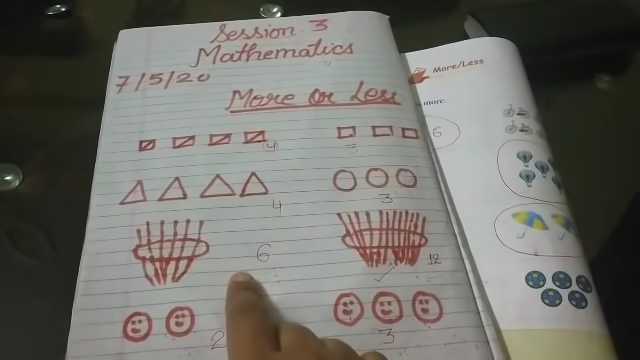 Session. 3
Mathematics
7/5/20
More Or Less
4 3
4 3
6 12
2 3
More/Less
more.
6